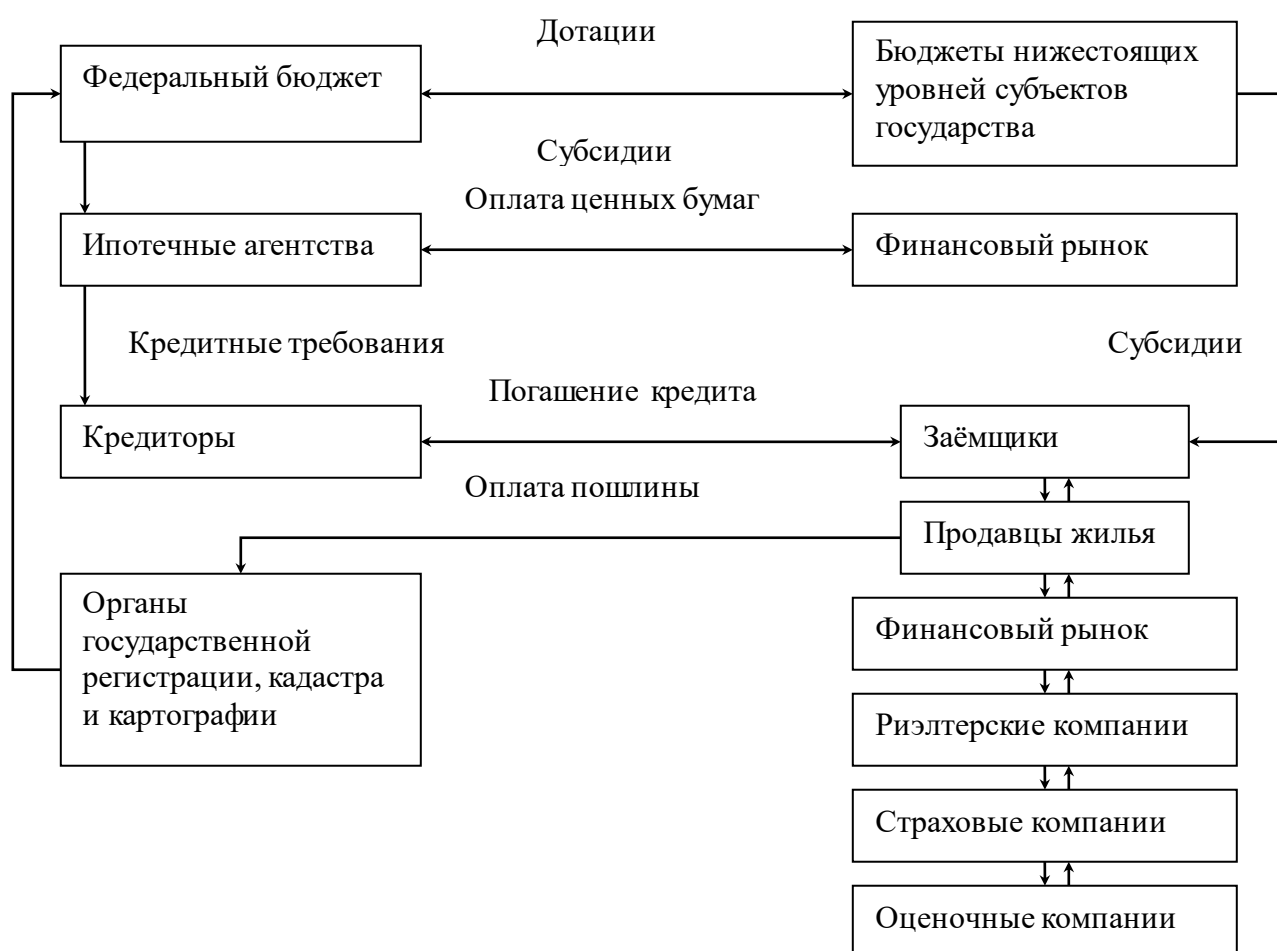 Дотации
Федеральный бюджет
Бюджеты нижестоящих
уровней субъектов
государства
Субсидии
Оплата ценных бумаг
Ипотечные агентства
Финансовый рынок
Кредитные требования
Субсидии
Погашение кредита
Кредиторы
Заёмщики
Оплата пошлины
Продавцы жилья
Органы
государственной
регистрации, кадастра
и картографии
Финансовый рынок
Риэлтерские компании
Страховые компании
Оценочные компании